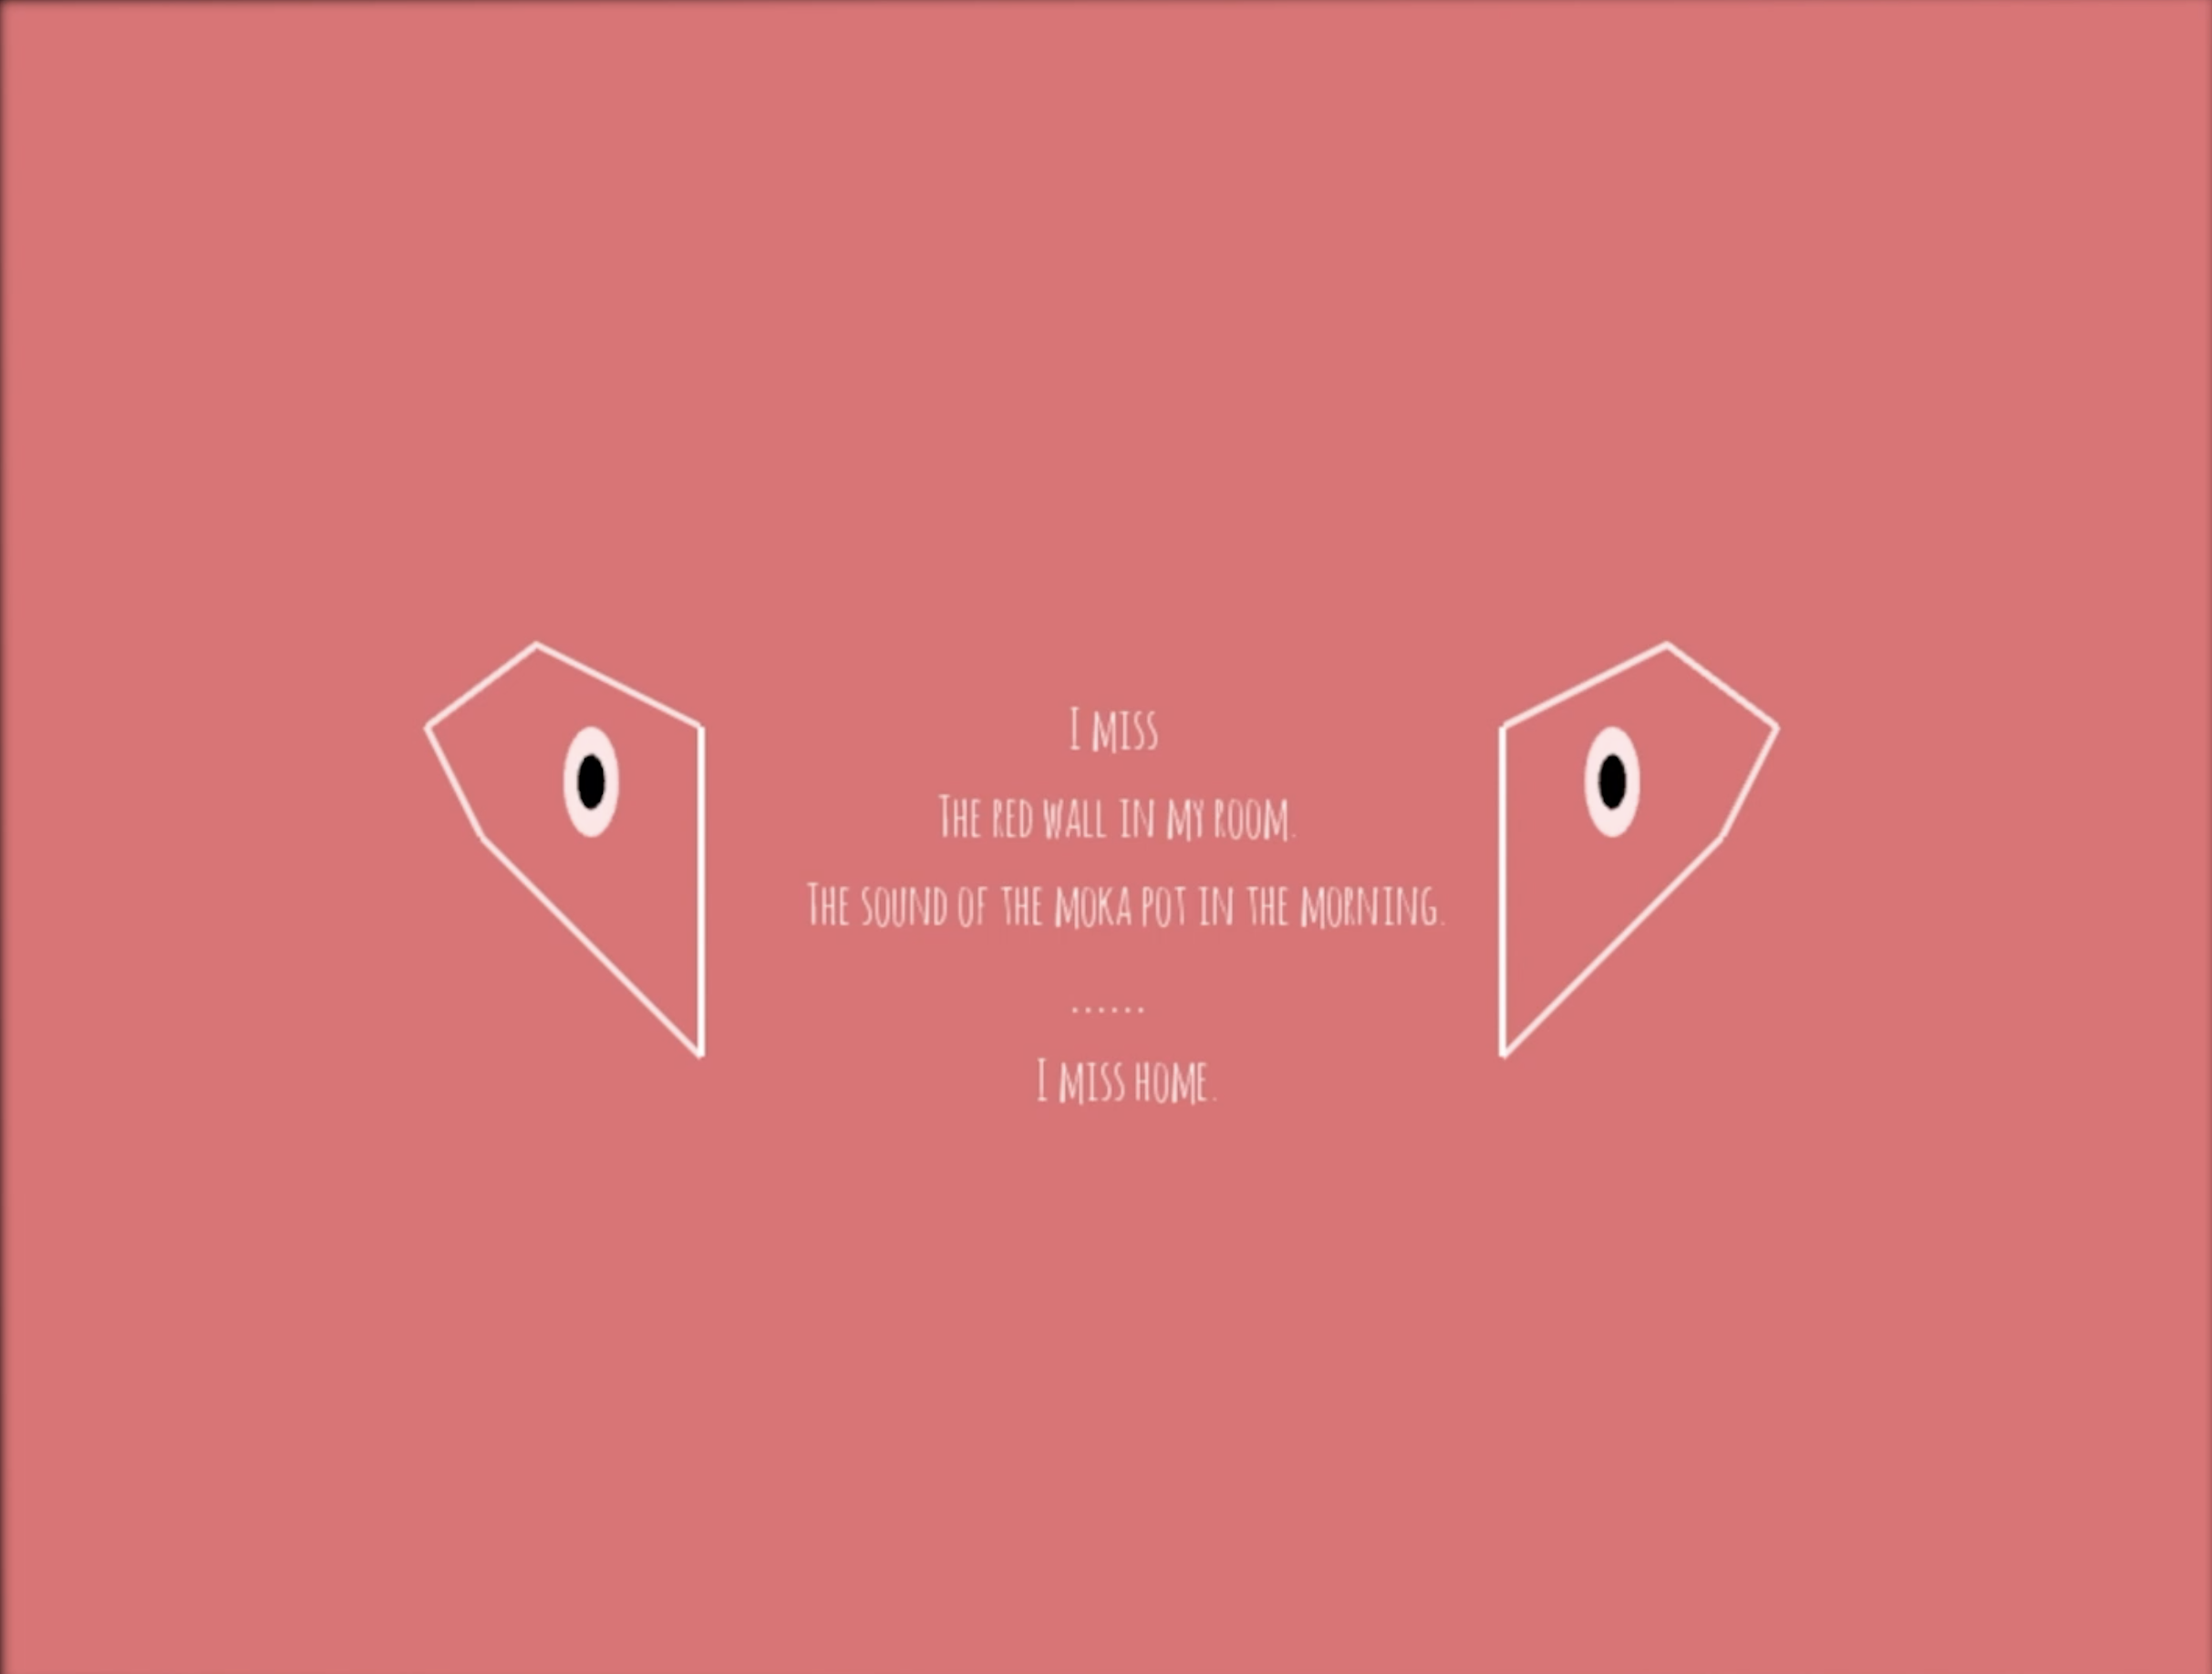 I miss
The red wall in my room.
The sound of the moka pot in the morning.
......
I miss home.